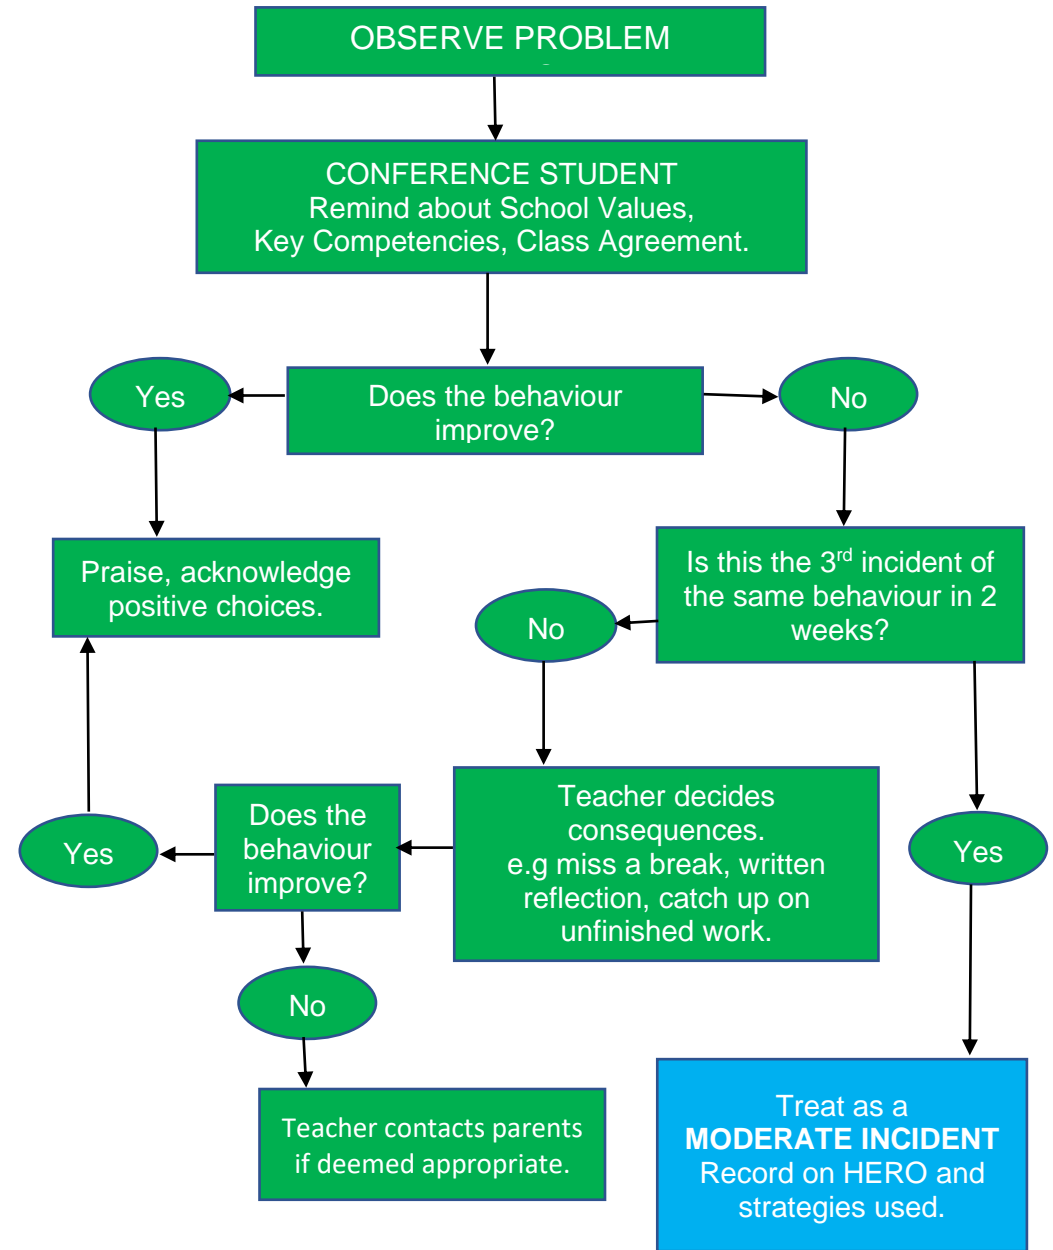 OBSERVE PROBLEM
CONFERENCE STUDENT
Remind about School Values,
Key Competencies, Class Agreement.
Yes
Does the behaviour
improve?
No
Praise, acknowledge
positive choices.
Is this the 3rd incident of
the same behaviour in 2
weeks?
No
Teacher decides
consequences.
e.g miss a break, written
reflection, catch up on
unfinished work.
Does the
behaviour
improve?
Yes
Yes
No
Teacher contacts parents
if deemed appropriate.
Treat as a
MODERATE INCIDENT
Record on HERO and
strategies used.